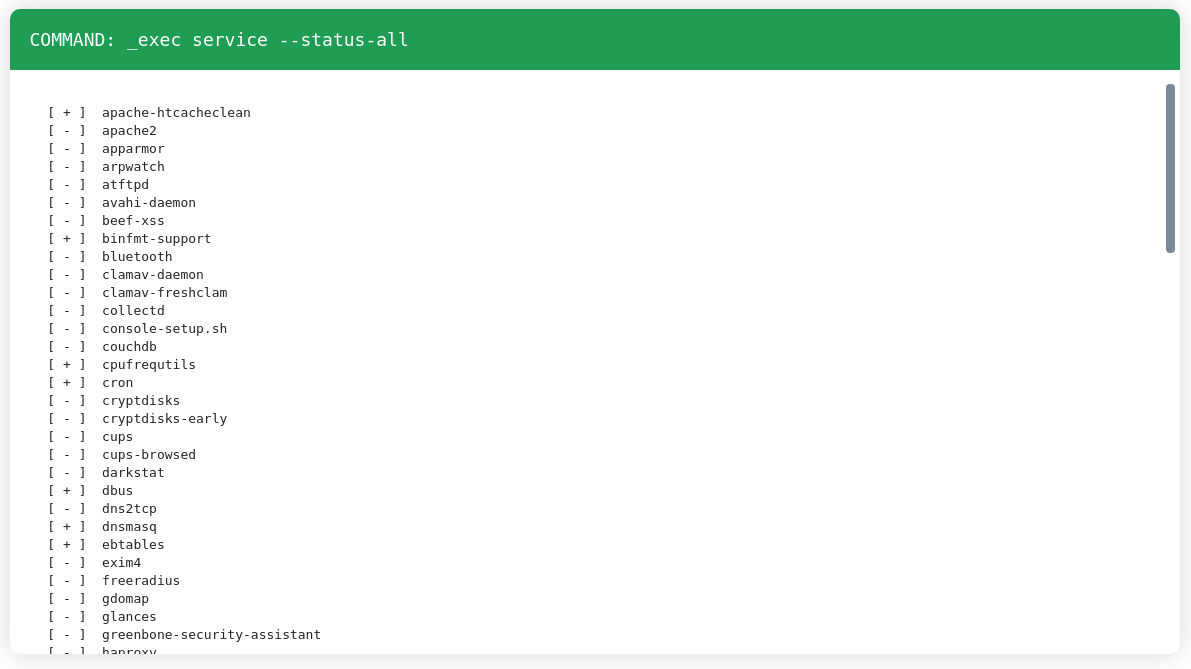 COMMAND: _exec service --status-all
[ + ]  apache-htcacheclean
[ - ]  apache2
[ - ]  apparmor
[ - ]  arpwatch
[ - ]  atftpd
[ - ]  avahi-daemon
[ - ]  beef-xss
[ + ]  binfmt-support
[ - ]  bluetooth
[ - ]  clamav-daemon
[ - ]  clamav-freshclam
[ - ]  collectd
[ - ]  console-setup.sh
[ - ]  couchdb
[ + ]  cpufrequtils
[ + ]  cron
[ - ]  cryptdisks
[ - ]  cryptdisks-early
[ - ]  cups
[ - ]  cups-browsed
[ - ]  darkstat
[ + ]  dbus
[ - ]  dns2tcp
[ + ]  dnsmasq
[ + ]  ebtables
[ - ]  exim4
[ - ]  freeradius
[ - ]  gdomap
[ - ]  glances
[ - ]  greenbone-security-assistant
[ - ]  haproxy